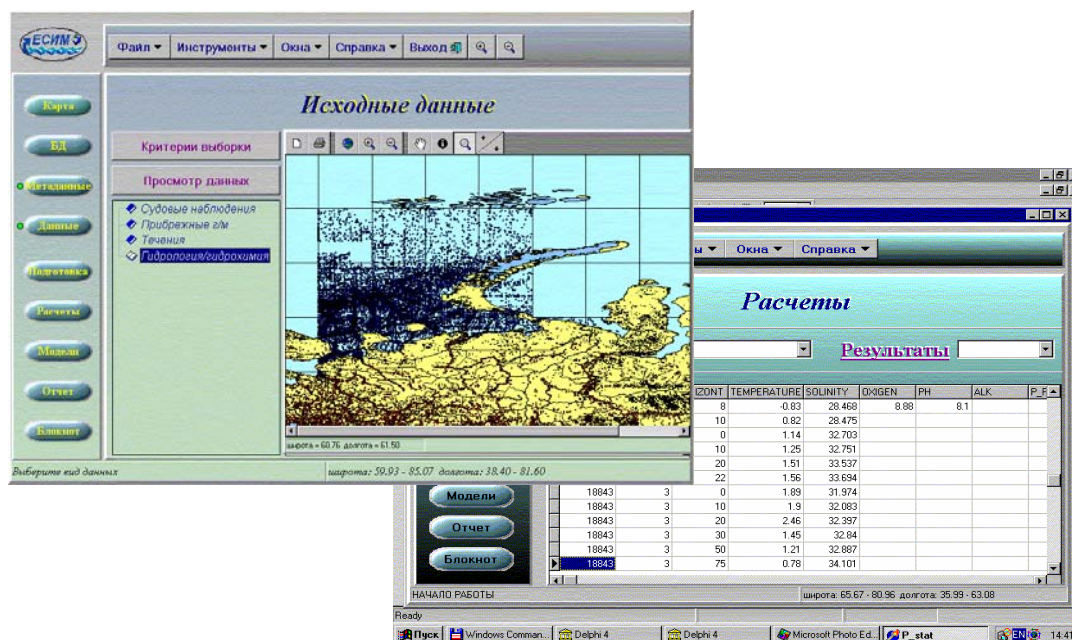 ЕСИМ
Файл Инструменты Окна Справка Выход
Исходные данные
Карта
БД
Метаданные
Данные
Подготовка
Расчеты
Модели
Отчет
Блокнот
Критерии выборки
Просмотр данных
Судовые наблюдения
Прибрежные г/м
Течения
Гидрология/гидрохимия
широта = 60.76 долгота = 61.50
Выберите вид данных широта: 59.93 - 85.07 долгота: 38.40 - 81.60
ы Окна Справка
Расчеты
Результаты
IZONT TEMPERATURE SOLINITY OXIGEN PH ALK P_F
8 -0.83 28.468 8.88 8.1
10 0.82 28.475
0 1.14 32.703
10 1.25 32.751
20 1.51 33.537
22 1.56 33.694
18843 3 0 1.89 31.974
18843 3 10 1.9 32.083
18843 3 20 2.46 32.397
18843 3 30 1.45 32.84
18843 3 50 1.21 32.887
18843 3 75 0.78 34.101
Модели
Отчет
Блокнот
НАЧАЛО РАБОТЫ широта: 65.67 - 80.96 долгота: 35.99 - 63.08
Ready
Пуск Windows Comman... Delphi 4 Delphi 4 Microsoft Photo Ed... P_stat EN 14:4